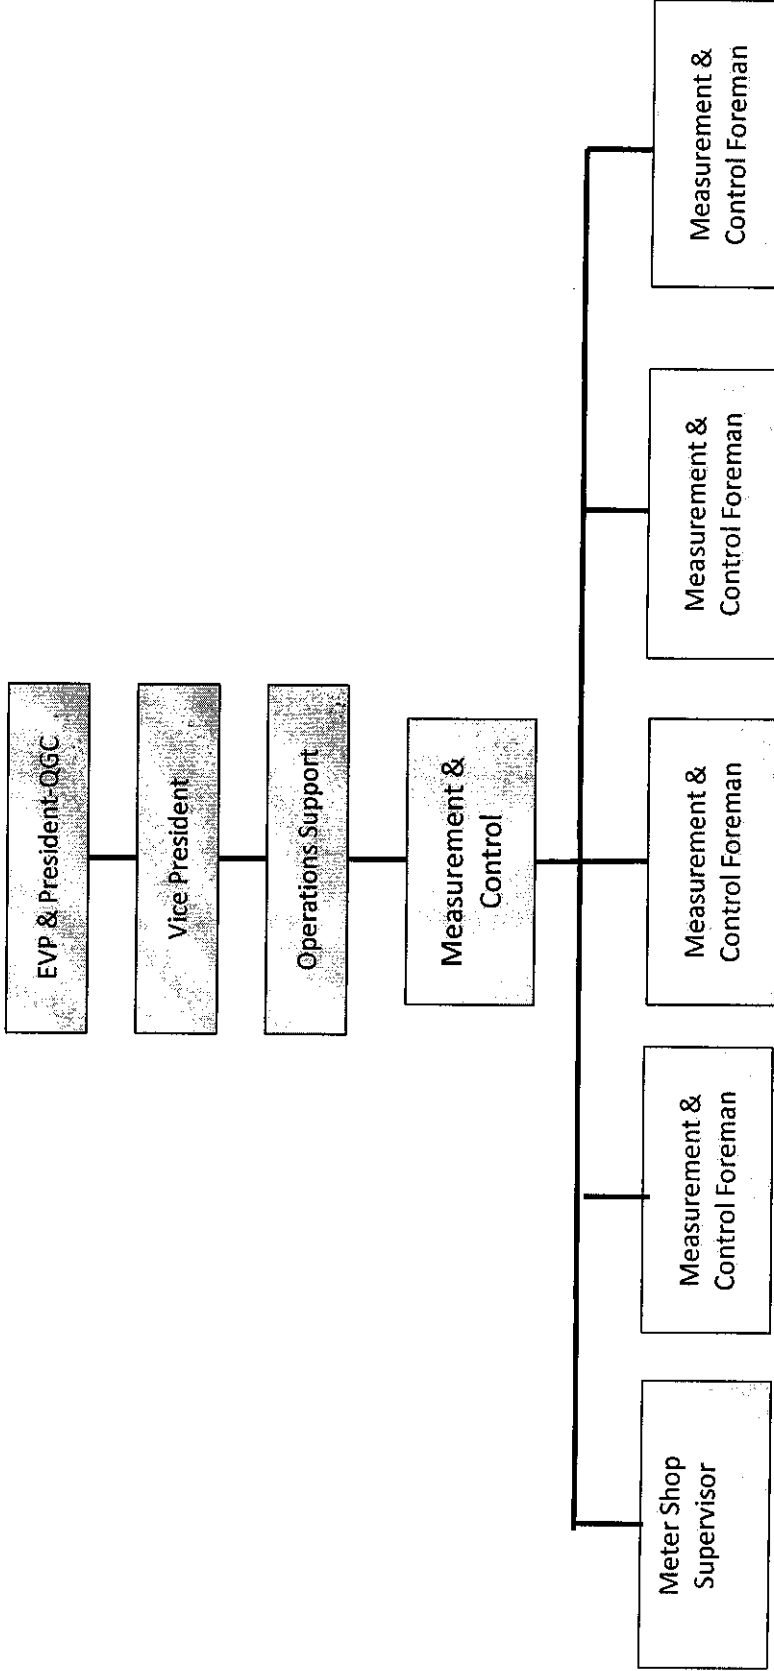 EVP & President-QGC
Vice President
Operations Support
Measurement &
Control
Meter Shop
Supervisor
Measurement &
Control Foreman
Measurement &
Control Foreman
Measurement &
Control Foreman
Measurement &
Control Foreman